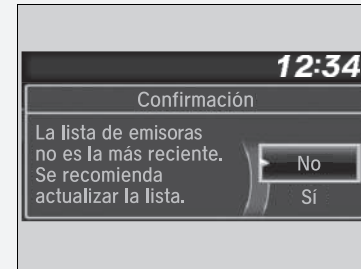 12:34
Confirmación
La lista de emisoras
no es la más reciente.
Se recomienda
actualizar la lista.
No
Sí